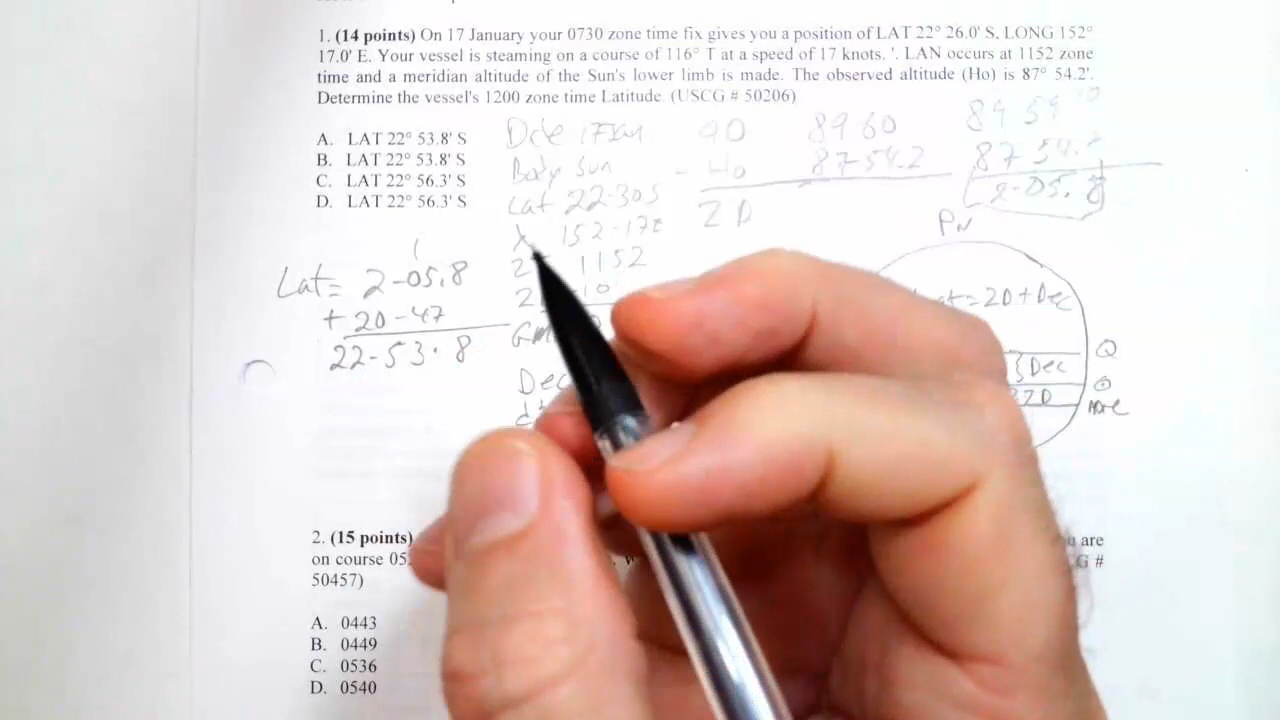 1. (14 points) On 17 January your 0730 zone time fix gives you a position of LAT 22° 26.0' S, LONG 152°
17.0' E. Your vessel is steaming on a course of 116° T at a speed of 17 knots. '. LAN occurs at 1152 zone
time and a meridian altitude of the Sun's lower limb is made. The observed altitude (Ho) is 87° 54.2'.
Determine the vessel's 1200 zone time Latitude. (USCG # 50206)
A. LAT 22° 53.8' S
B. LAT 22° 53.8' S
C. LAT 22° 56.3' S
D. LAT 22° 56.3' S
Date 17 Jan
Body Sun
Lat 22-30S
152-17E
1152
90
- Ho
ZD
89 60
87-54.2
89 59
87 54.
2-05.8
PN
Lat= 2-05.8
+ 20-47
22-53.8
Dec
= ZD + Dec
Dec
ZD
Q
2. (15 points)
are
on course 05
G #
50457)
A. 0443
B. 0449
C. 0536
D. 0540